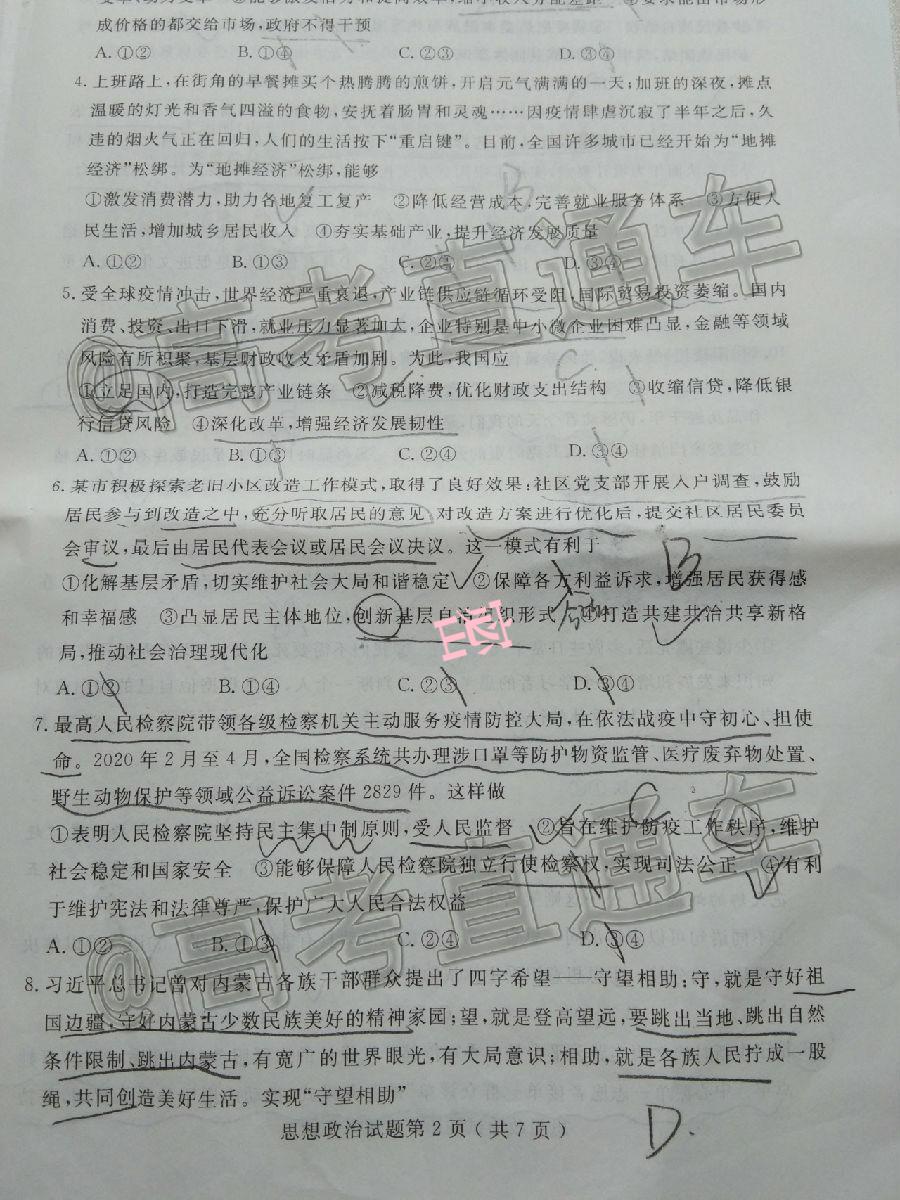 成价格的都交给市场,政府不得干预
A.①②　B.①④　C.②③　D.③⑤
4.上班路上,在街角的早餐摊买个热腾腾的煎饼,开启元气满满的一天;加班的深夜,摊点
温暖的灯光和香气四溢的食物,安抚着肠胃和灵魂……因疫情肆虐沉寂了半年之后,久
违的烟火气正在回归,人们的生活按下“重启键”。目前,全国许多城市已经开始为“地摊
经济”松绑。为“地摊经济”松绑,能够
①激发消费潜力,助力各地复工复产　②降低经营成本,完善就业服务体系　③方便人
民生活,增加城乡居民收入　④夯实基础产业,提升经济发展质量
A.①②　B.①③　C.②③　D.③④
5.受全球疫情冲击,世界经济严重衰退,产业链供应链循环受阻,国际贸易投资萎缩。国内
消费、投资、出口下滑,就业压力显著加大,企业特别是中小微企业困难凸显,金融等领域
风险有所积聚,基层财政收支矛盾加剧。为此,我国应
①立足国内,打造完整产业链条　②减税降费,优化财政支出结构　③收缩信贷,降低银
行信贷风险　④深化改革,增强经济发展韧性
A.①②　B.①③　C.②④　D.③④
6.某市积极探索老旧小区改造工作模式,取得了良好效果:社区党支部开展入户调查,鼓励
居民参与到改造之中,充分听取居民的意见,对改造方案进行优化后,提交社区居民委员
会审议,最后由居民代表会议或居民会议决议。这一模式有利于
B
①化解基层矛盾,切实维护社会大局和谐稳定　②保障各方利益诉求,增强居民获得感
和幸福感　③凸显居民主体地位,创新基层自治组织形式　④打造共建共治共享新格
局,推动社会治理现代化
A.①②　B.①④　C.②③　D.③④
7.最高人民检察院带领各级检察机关主动服务疫情防控大局,在依法战疫中守初心、担使
命。2020年2月至4月,全国检察系统共办理涉口罩等防护物资监管、医疗废弃物处置、
野生动物保护等领域公益诉讼案件2829件。这样做
C
①表明人民检察院坚持民主集中制原则,受人民监督　②旨在维护防疫工作秩序,维护
社会稳定和国家安全　③能够保障人民检察院独立行使检察权,实现司法公正　④有利
于维护宪法和法律尊严,保护广大人民合法权益
A.①②　B.①③　C.②④　D.③④
8.习近平总书记曾对内蒙古各族干部群众提出了四字希望——守望相助;守,就是守好祖
国边疆,守好内蒙古少数民族美好的精神家园;望,就是登高望远,要跳出当地、跳出自然
条件限制、跳出内蒙古,有宽广的世界眼光,有大局意识;相助,就是各族人民拧成一股
绳,共同创造美好生活。实现“守望相助”
D.
思想政治试题第2页(共7页)
@高考直通车
@高考直通车